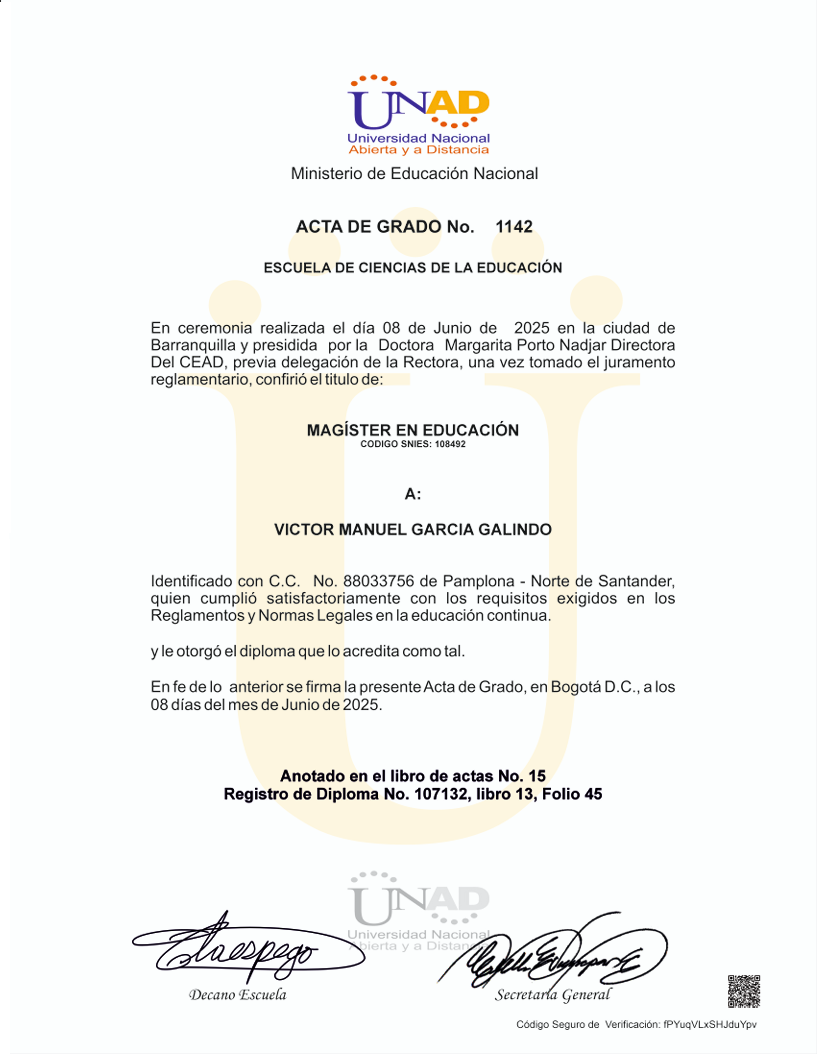 UNAD
Universidad Nacional
Abierta y a Distancia
Ministerio de Educación Nacional
ACTA DE GRADO No. 1142
ESCUELA DE CIENCIAS DE LA EDUCACIÓN
En ceremonia realizada el día 08 de Junio de 2025 en la ciudad de
Barranquilla y presidida por la Doctora Margarita Porto Nadjar Directora
Del CEAD, previa delegación de la Rectora, una vez tomado el juramento
reglamentario, confirió el titulo de:
MAGÍSTER EN EDUCACIÓN
CODIGO SNIES: 108492
A:
VICTOR MANUEL GARCIA GALINDO
Identificado con C.C. No. 88033756 de Pamplona - Norte de Santander,
quien cumplió satisfactoriamente con los requisitos exigidos en los
Reglamentos y Normas Legales en la educación continua.
y le otorgó el diploma que lo acredita como tal.
En fe de lo anterior se firma la presente Acta de Grado, en Bogotá D.C., a los
08 días del mes de Junio de 2025.
Anotado en el libro de actas No. 15
Registro de Diploma No. 107132, libro 13, Folio 45
UNAD
Universidad Nacional
Abierta y a Distancia
Decano Escuela
Secretaria General
Código Seguro de Verificación: fPYuqVLxSHJduYpv